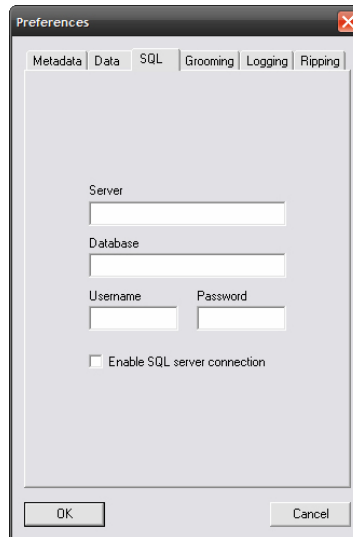 Preferences
Metadata Data SQL Grooming Logging Ripping
Server
Database
Username Password
Enable SQL server connection
OK Cancel